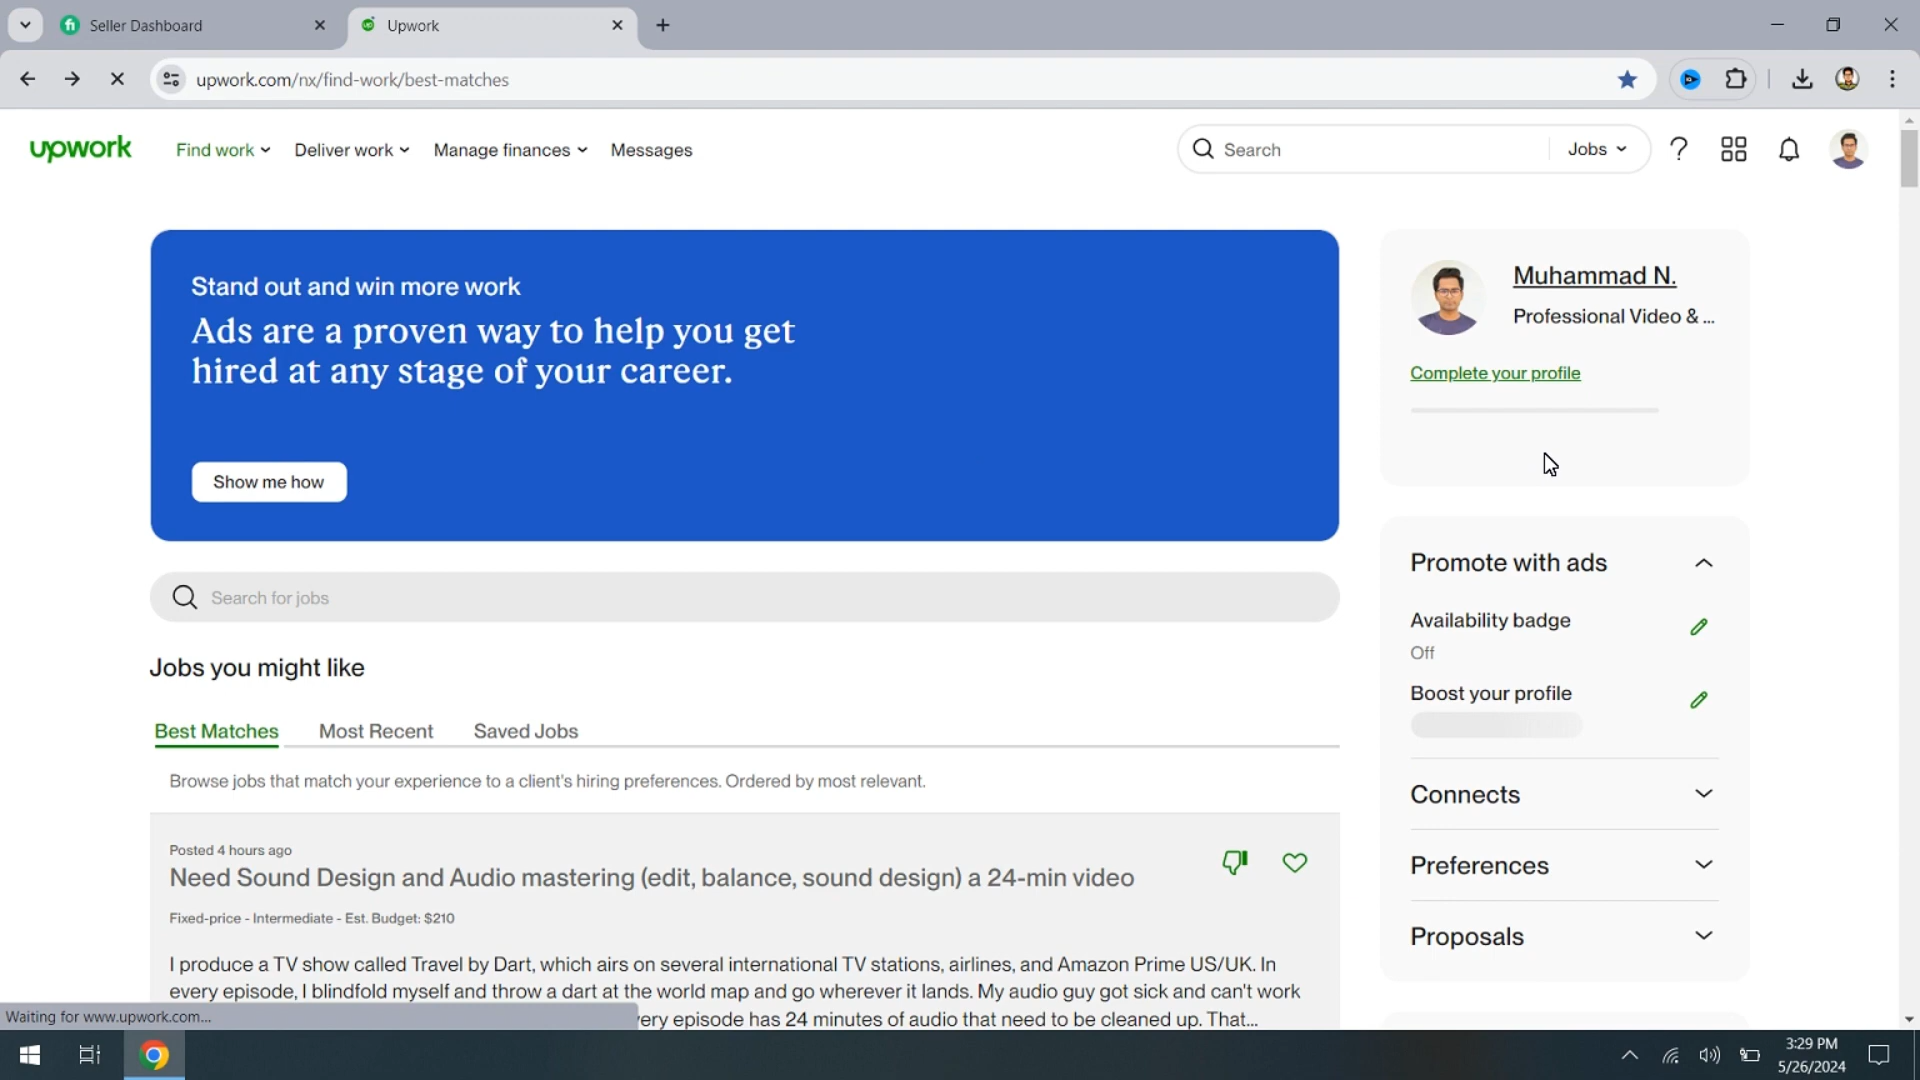 Seller Dashboard
Upwork
upwork.com/nx/find-work/best-matches
upwork
Find work
Deliver work
Manage finances
Messages
Search
Jobs
Stand out and win more work
Ads are a proven way to help you get
hired at any stage of your career.
Show me how
Muhammad N.
Professional Video & ...
Complete your profile
Search for jobs
Promote with ads
Availability badge
Off
Boost your profile
Jobs you might like
Best Matches
Most Recent
Saved Jobs
Browse jobs that match your experience to a client's hiring preferences. Ordered by most relevant.
Connects
Preferences
Proposals
Posted 4 hours ago
Need Sound Design and Audio mastering (edit, balance, sound design) a 24-min video
Fixed-price - Intermediate - Est. Budget: $210
I produce a TV show called Travel by Dart, which airs on several international TV stations, airlines, and Amazon Prime US/UK. In
every episode, I blindfold myself and throw a dart at the world map and go wherever it lands. My audio guy got sick and can't work
episode has 24 minutes of audio that need to be cleaned up. That...
Waiting for www.upwork.com...
3:29 PM
5/26/2024